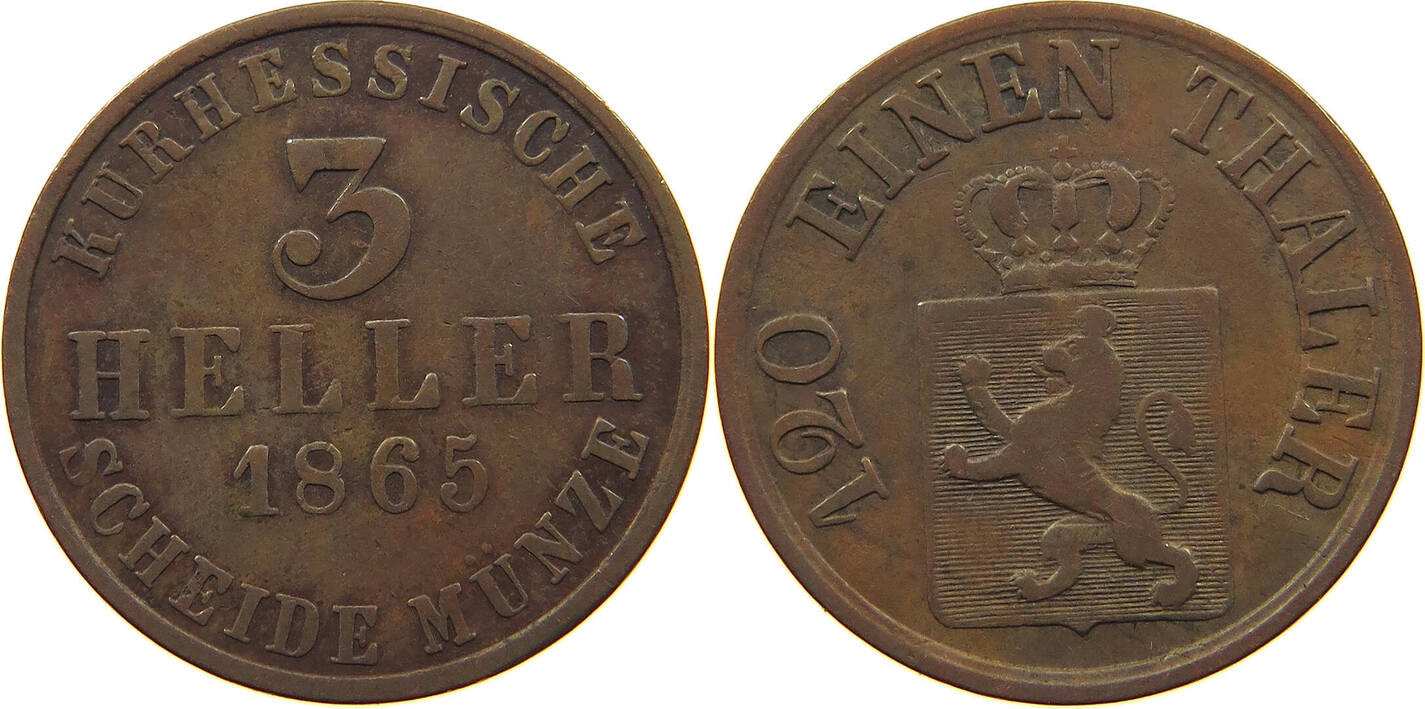 KURHESSISCHE
3
HELLER
1865
SCHEIDE MÜNZE
120 EINEN THALER